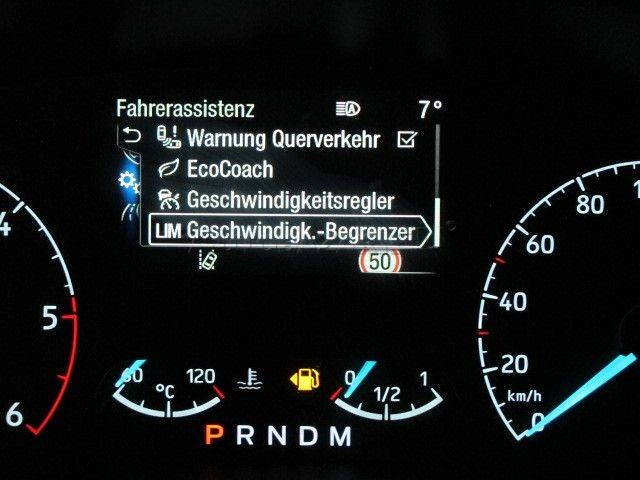 Fahrerassistenz 7°
Warnung Querverkehr
EcoCoach
Geschwindigkeitsregler
LIM Geschwindigk.-Begrenzer
50
4
5
6
60 °C 120
0 1/2 1
P R N D M
80
60
40
20
km/h
0